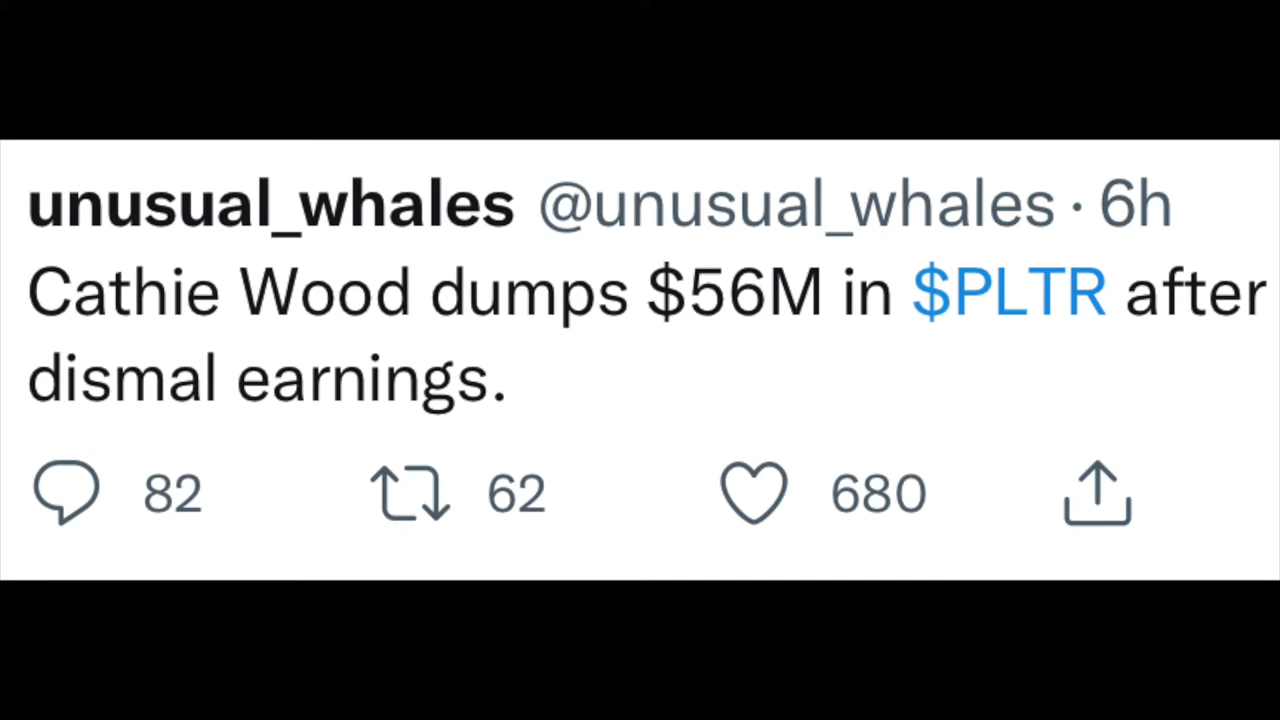 unusual_whales @unusual_whales · 6h
Cathie Wood dumps $56M in $PLTR after
dismal earnings.
82 62 680